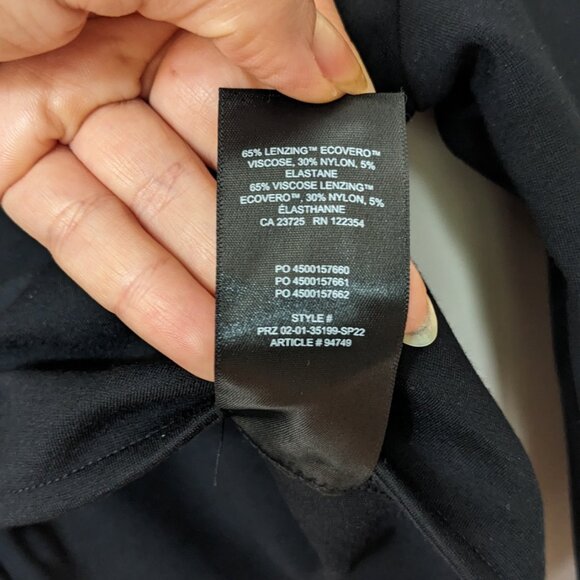 65% LENZING™ ECOVERO™
VISCOSE, 30% NYLON, 5%
ELASTANE
65% VISCOSE LENZING™
ECOVERO™, 30% NYLON, 5%
ÉLASTHANNE
CA 23725 RN 122354
PO 4500157660
PO 4500157661
PO 4500157662
STYLE #
PRZ 02-01-35199-SP22
ARTICLE # 94749